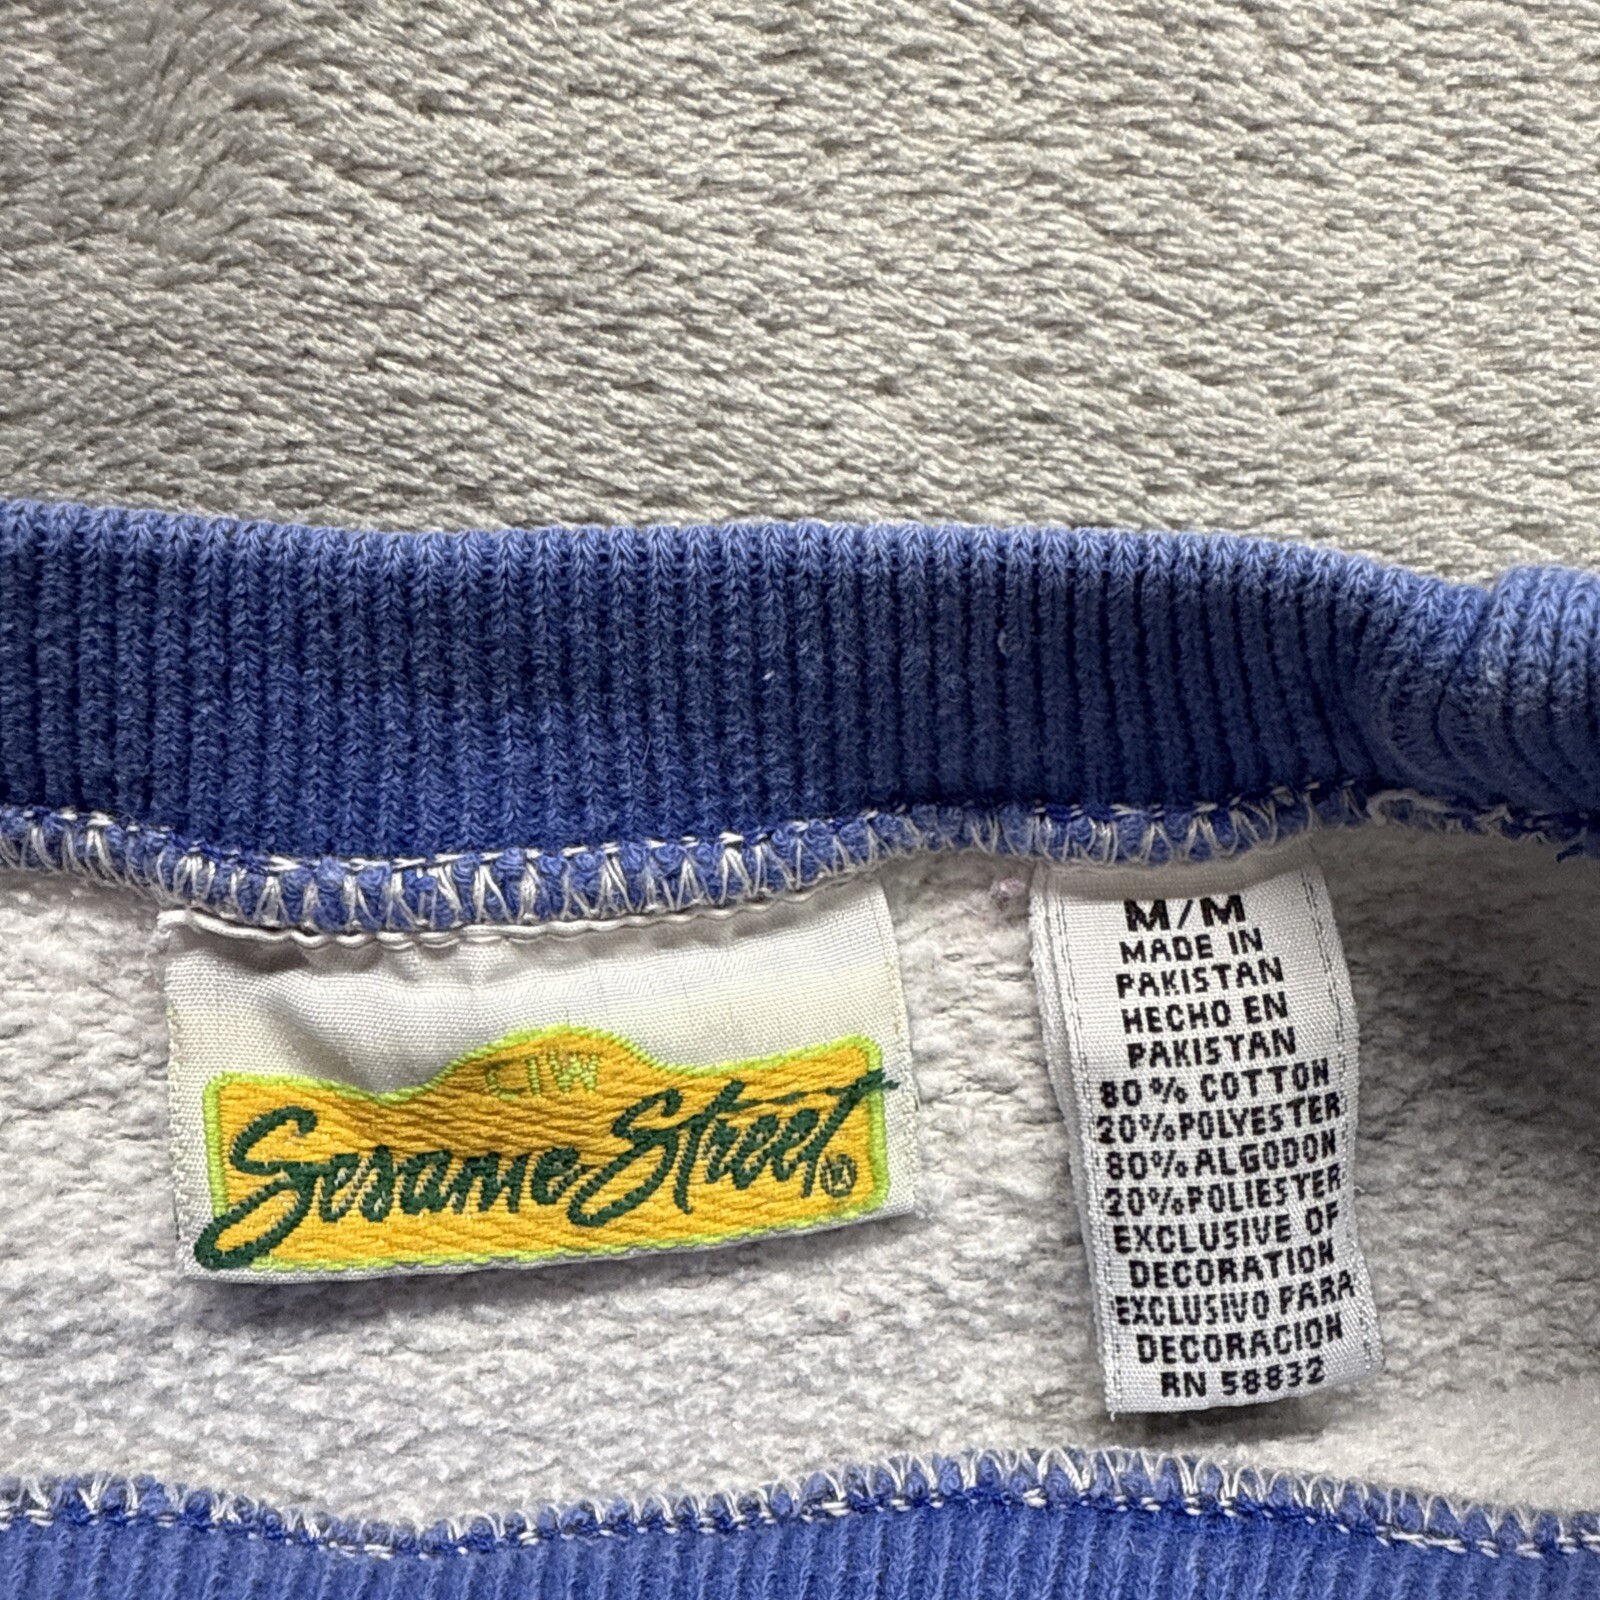 CTW
Sesame Street®
M/M
MADE IN
PAKISTAN
HECHO EN
PAKISTAN
80% COTTON
20% POLYESTER
80% ALGODON
20% POLIESTER
EXCLUSIVE OF
DECORATION
EXCLUSIVO PARA
DECORACION
RN 58832